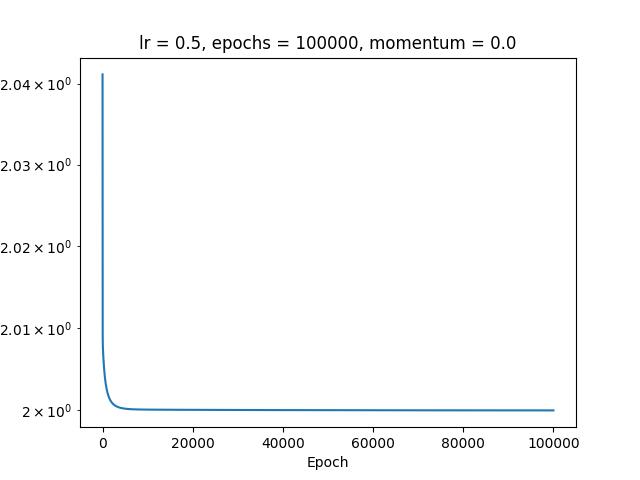 lr = 0.5, epochs = 100000, momentum = 0.0
2.04 × 10⁰
2.03 × 10⁰
2.02 × 10⁰
2.01 × 10⁰
2 × 10⁰
0 20000 40000 60000 80000 100000
Epoch